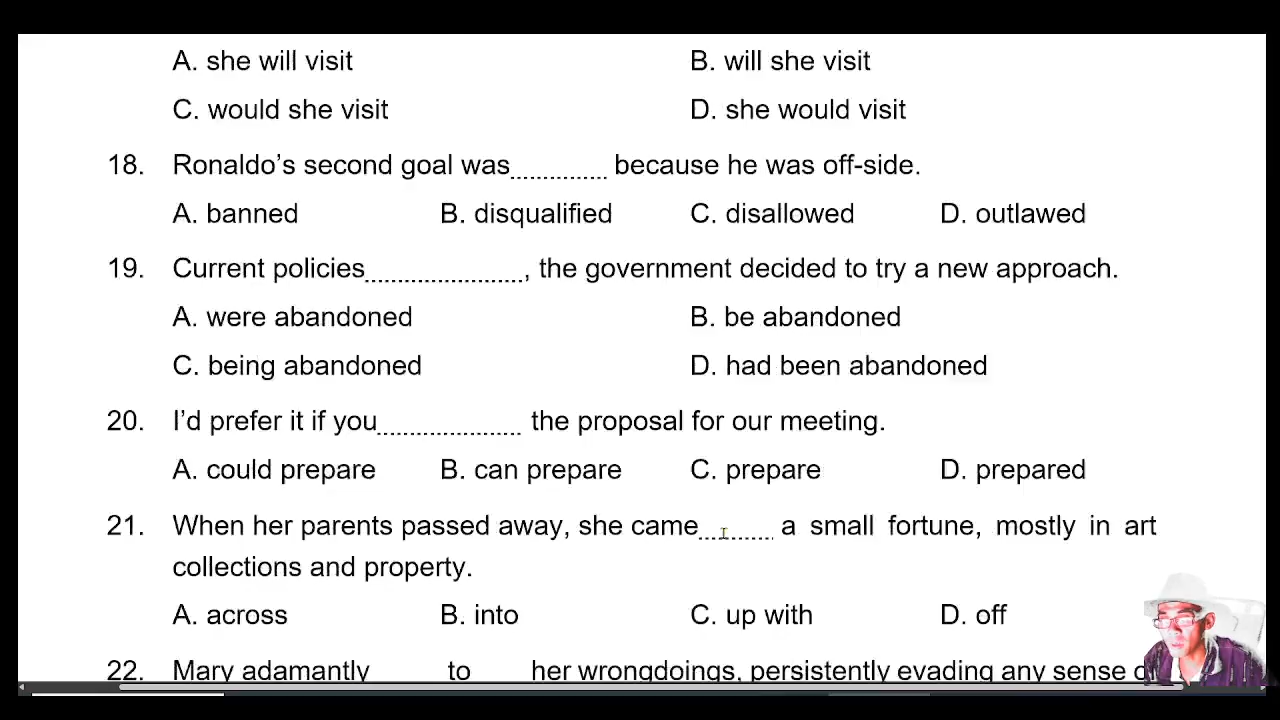 A. she will visit B. will she visit
C. would she visit D. she would visit
18. Ronaldo’s second goal was............ because he was off-side.
A. banned B. disqualified C. disallowed D. outlawed
19. Current policies...................., the government decided to try a new approach.
A. were abandoned B. be abandoned
C. being abandoned D. had been abandoned
20. I’d prefer it if you.................. the proposal for our meeting.
A. could prepare B. can prepare C. prepare D. prepared
21. When her parents passed away, she came......... a small fortune, mostly in art
collections and property.
A. across B. into C. up with D. off
22. Mary adamantly to her wrongdoings, persistently evading any sense